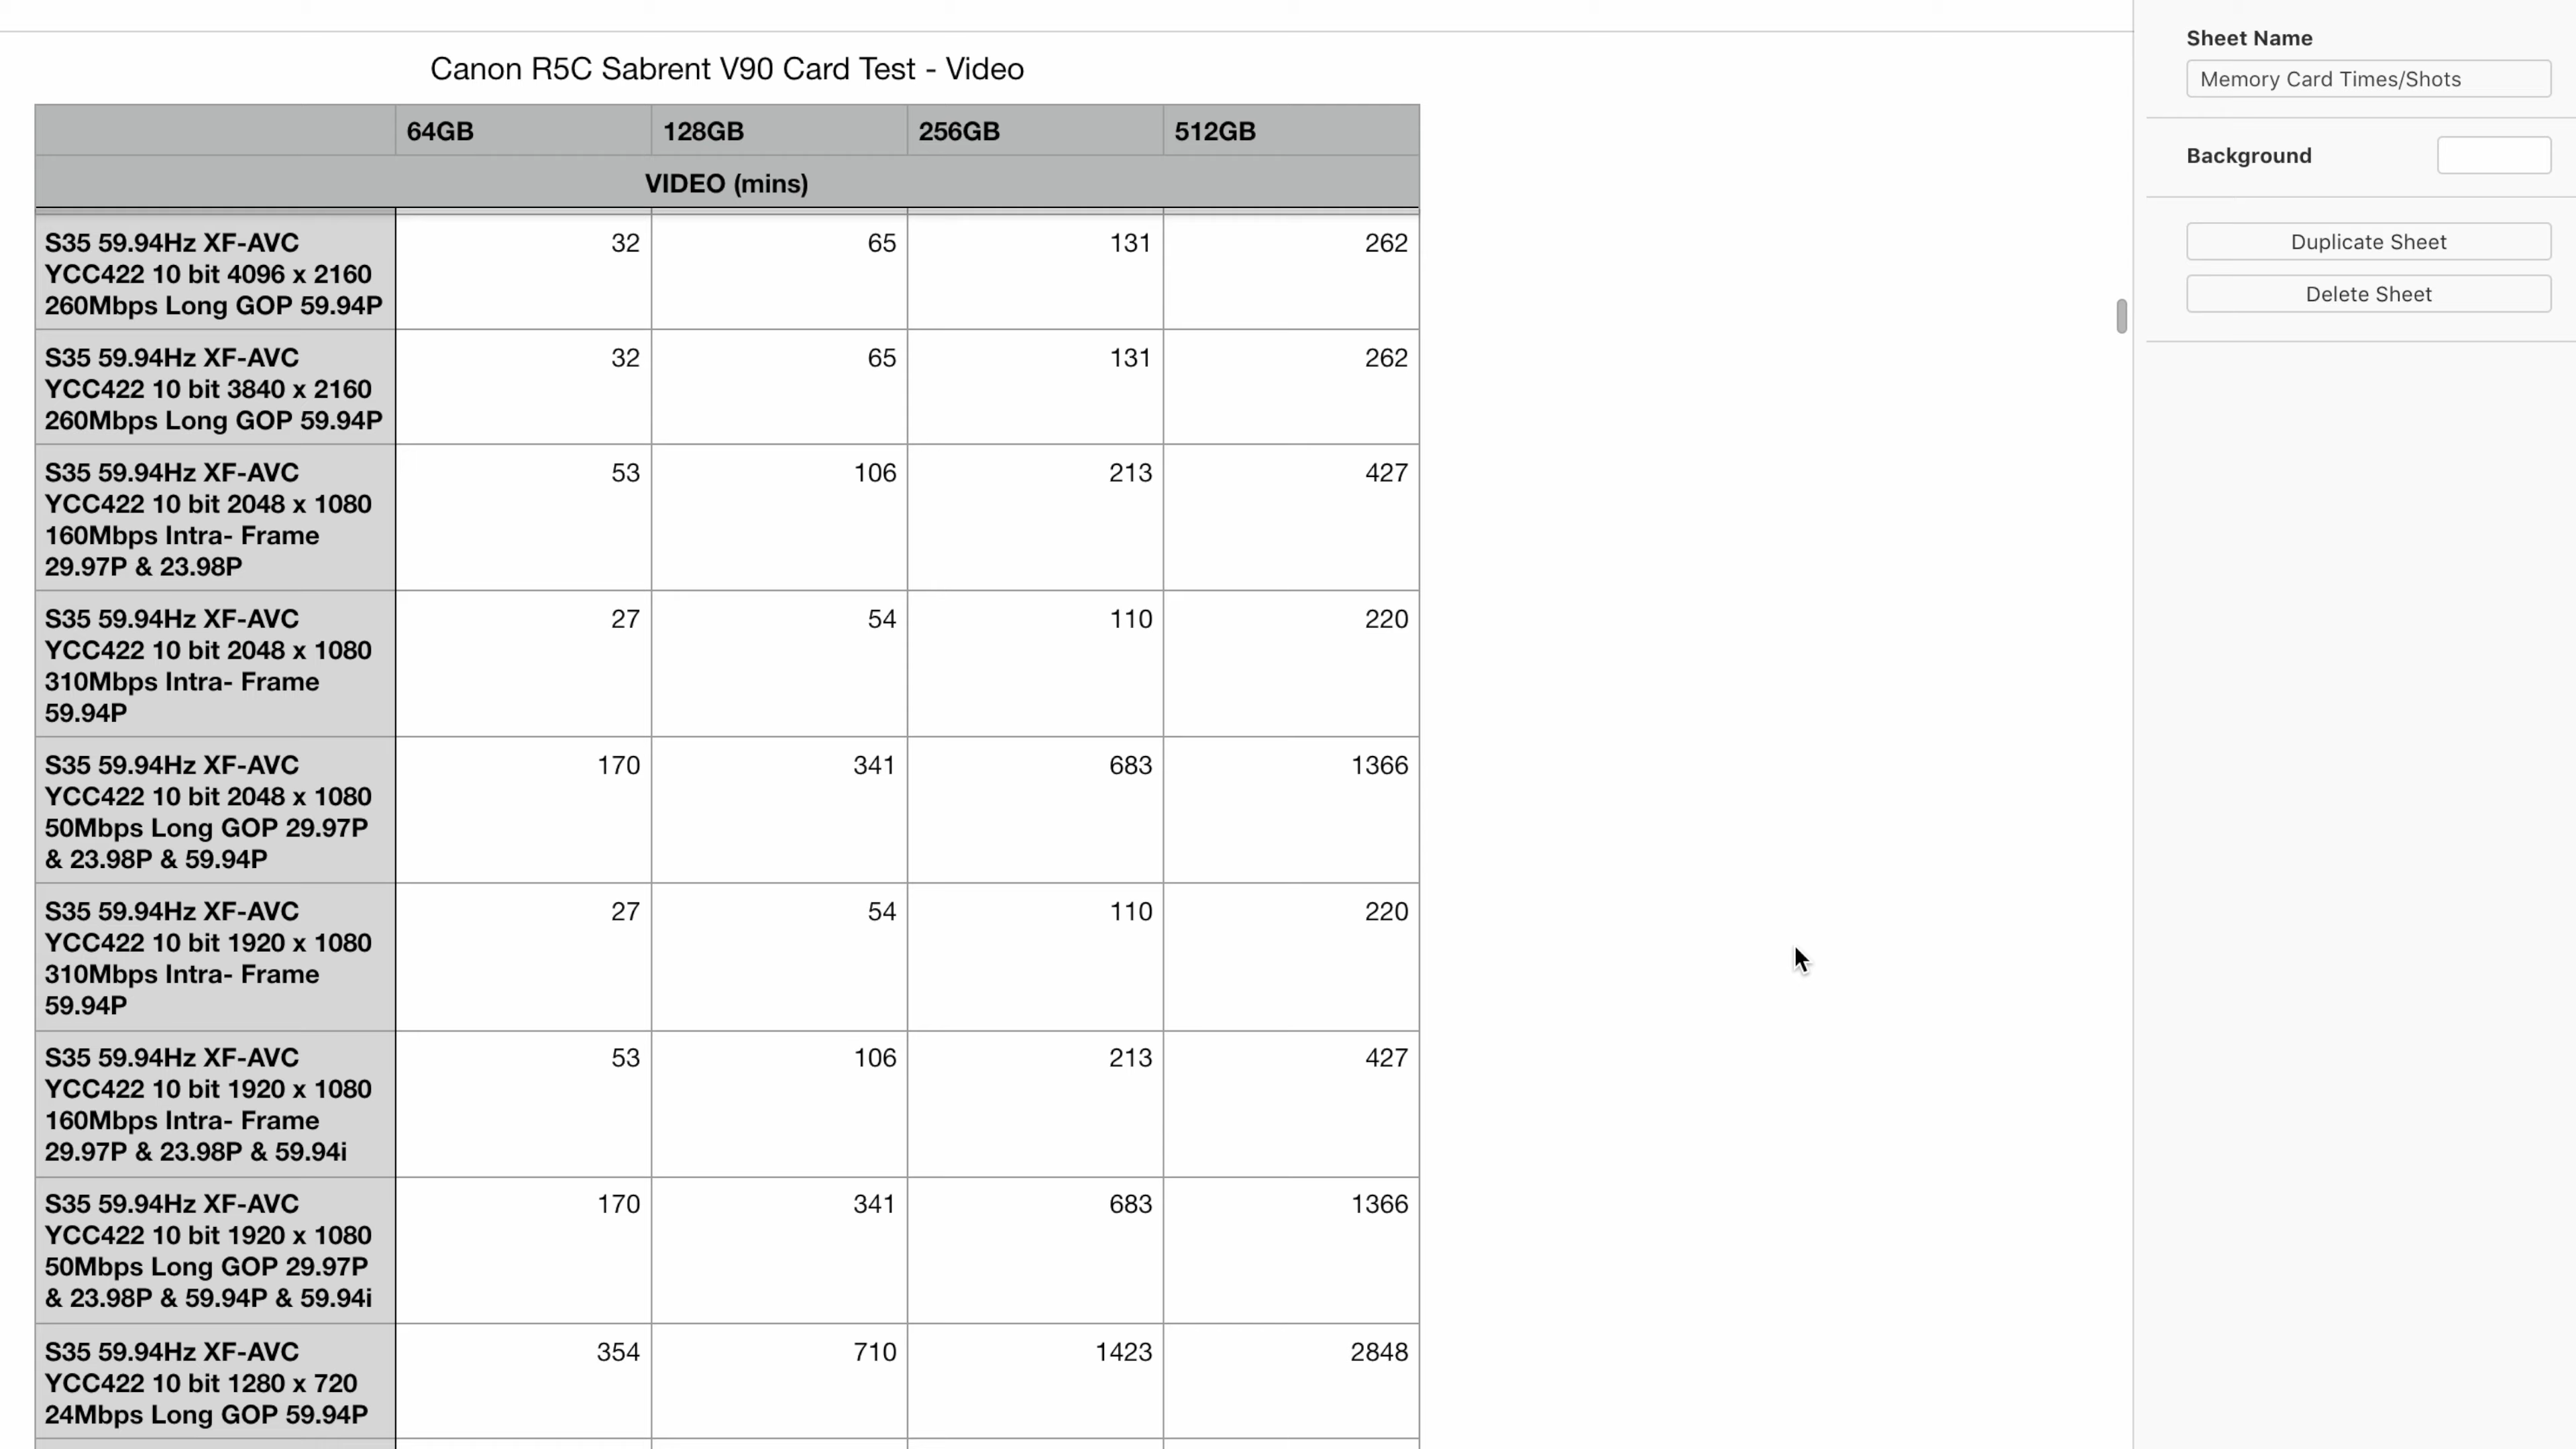 Canon R5C Sabrent V90 Card Test - Video
64GB 128GB 256GB 512GB
VIDEO (mins)
S35 59.94Hz XF-AVC 32 65 131 262
YCC422 10 bit 4096 x 2160
260Mbps Long GOP 59.94P
S35 59.94Hz XF-AVC 32 65 131 262
YCC422 10 bit 3840 x 2160
260Mbps Long GOP 59.94P
S35 59.94Hz XF-AVC 53 106 213 427
YCC422 10 bit 2048 x 1080
160Mbps Intra- Frame
29.97P & 23.98P
S35 59.94Hz XF-AVC 27 54 110 220
YCC422 10 bit 2048 x 1080
310Mbps Intra- Frame
59.94P
S35 59.94Hz XF-AVC 170 341 683 1366
YCC422 10 bit 2048 x 1080
50Mbps Long GOP 29.97P
& 23.98P & 59.94P
S35 59.94Hz XF-AVC 27 54 110 220
YCC422 10 bit 1920 x 1080
310Mbps Intra- Frame
59.94P
S35 59.94Hz XF-AVC 53 106 213 427
YCC422 10 bit 1920 x 1080
160Mbps Intra- Frame
29.97P & 23.98P & 59.94i
S35 59.94Hz XF-AVC 170 341 683 1366
YCC422 10 bit 1920 x 1080
50Mbps Long GOP 29.97P
& 23.98P & 59.94P & 59.94i
S35 59.94Hz XF-AVC 354 710 1423 2848
YCC422 10 bit 1280 x 720
24Mbps Long GOP 59.94P
Sheet Name
Memory Card Times/Shots
Background
Duplicate Sheet
Delete Sheet